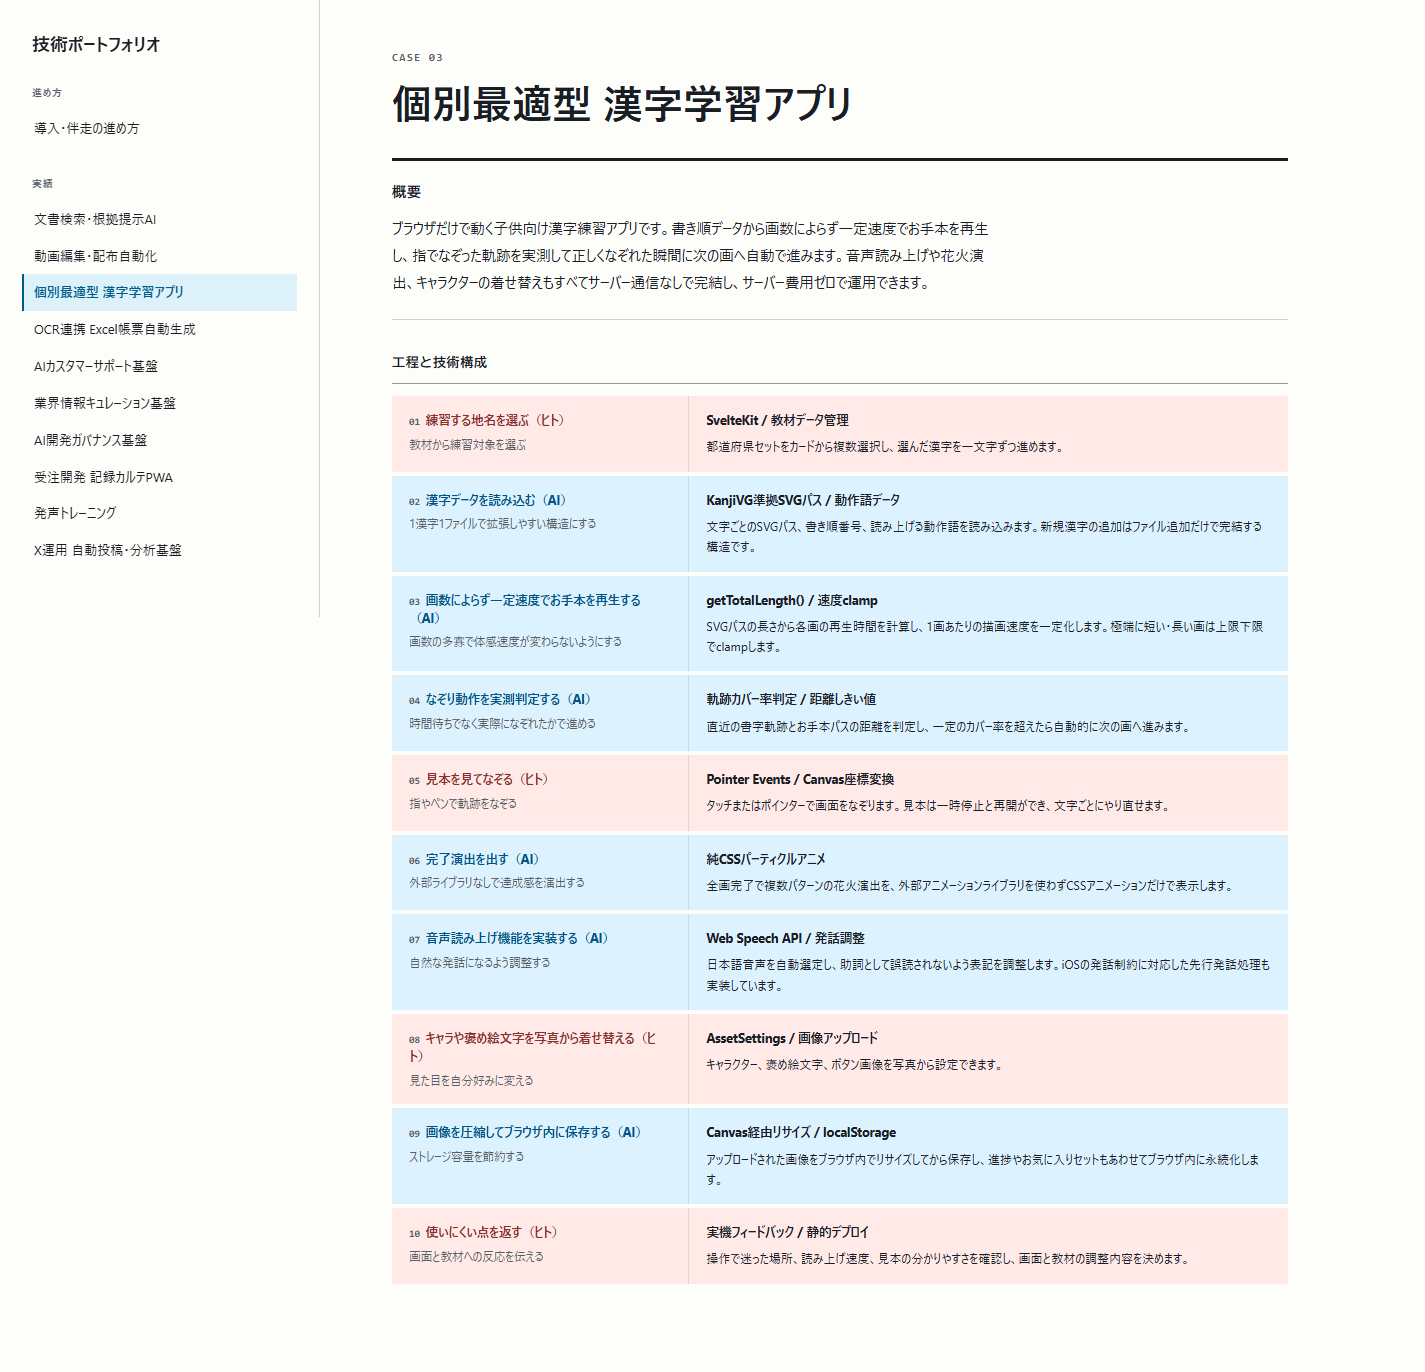 技術ポートフォリオ
進め方
導入・伴走の進め方
実績
文書検索・根拠提示AI
動画編集・配布自動化
個別最適型 漢字学習アプリ
OCR連携 Excel帳票自動生成
AIカスタマーサポート基盤
業界情報キュレーション基盤
AI開発ガバナンス基盤
受注開発 記録カルテPWA
発声トレーニング
X運用 自動投稿・分析基盤
CASE 03
個別最適型 漢字学習アプリ
概要
ブラウザだけで動く子供向け漢字練習アプリです。書き順データから画数によらず一定速度でお手本を再生
し、指でなぞった軌跡を実測して正しくなぞれた瞬間に次の画へ自動で進みます。音声読み上げや花火演
出、キャラクターの着せ替えもすべてサーバー通信なしで完結し、サーバー費用ゼロで運用できます。
工程と技術構成
01 練習する地名を選ぶ（ヒト）
教材から練習対象を選ぶ
SvelteKit / 教材データ管理
都道府県セットをカードから複数選択し、選んだ漢字を一文字ずつ進めます。
02 漢字データを読み込む（AI）
1漢字1ファイルで拡張しやすい構造にする
KanjiVG準拠SVGパス / 動作語データ
文字ごとのSVGパス、書き順番号、読み上げる動作語を読み込みます。新規漢字の追加はファイル追加だけで完結する
構造です。
03 画数によらず一定速度でお手本を再生する
（AI）
画数の多寡で体感速度が変わらないようにする
getTotalLength() / 速度clamp
SVGパスの長さから各画の再生時間を計算し、1画あたりの描画速度を一定化します。極端に短い・長い画は上限下限
でclampします。
04 なぞり動作を実測判定する（AI）
時間待ちでなく実際になぞれたかで進める
軌跡カバー率判定 / 距離しきい値
直近の書字軌跡とお手本パスの距離を判定し、一定のカバー率を超えたら自動的に次の画へ進みます。
05 見本を見てなぞる（ヒト）
指やペンで軌跡をなぞる
Pointer Events / Canvas座標変換
タッチまたはポインターで画面をなぞります。見本は一時停止と再開ができ、文字ごとにやり直せます。
06 完了演出を出す（AI）
外部ライブラリなしで達成感を演出する
純CSSパーティクルアニメ
全画完了で複数パターンの花火演出を、外部アニメーションライブラリを使わずCSSアニメーションだけで表示します。
07 音声読み上げ機能を実装する（AI）
自然な発話になるよう調整する
Web Speech API / 発話調整
日本語音声を自動選定し、助詞として誤読されないよう表記を調整します。iOSの発話制約に対応した先行発話処理も
実装しています。
08 キャラや褒め絵文字を写真から着せ替える（ヒ
ト）
見た目を自分好みに変える
AssetSettings / 画像アップロード
キャラクター、褒め絵文字、ボタン画像を写真から設定できます。
09 画像を圧縮してブラウザ内に保存する（AI）
ストレージ容量を節約する
Canvas経由リサイズ / localStorage
アップロードされた画像をブラウザ内でリサイズしてから保存し、進捗やお気に入りセットもあわせてブラウザ内に永続化しま
す。
10 使いにくい点を返す（ヒト）
画面と教材への反応を伝える
実機フィードバック / 静的デプロイ
操作で迷った場所、読み上げ速度、見本の分かりやすさを確認し、画面と教材の調整内容を決めます。